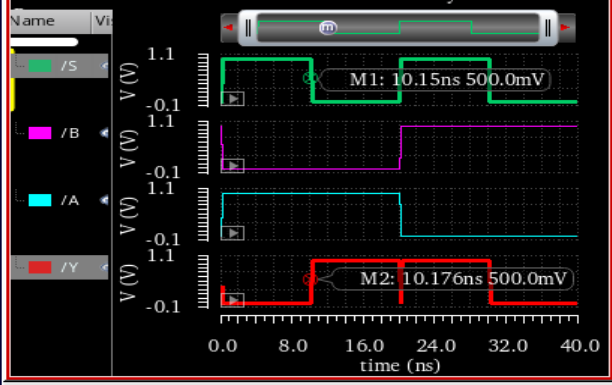 Name Vi
/S
/B
/A
/Y
m
1.1
V (V)
-0.1
M1: 10.15ns 500.0mV
1.1
V (V)
-0.1
1.1
V (V)
-0.1
1.1
V (V)
-0.1
M2: 10.176ns 500.0mV
0.0 8.0 16.0 24.0 32.0 40.0
time (ns)